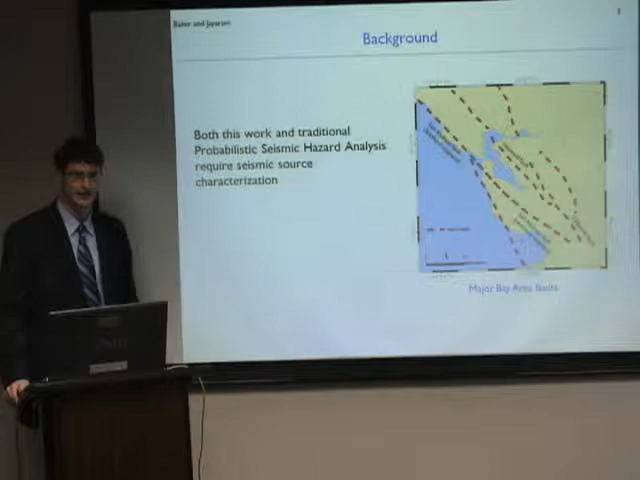 Baker and Jayaram
3
Background
Both this work and traditional
Probabilistic Seismic Hazard Analysis
require seismic source
characterization
Major Bay Area faults